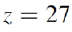 z = 27